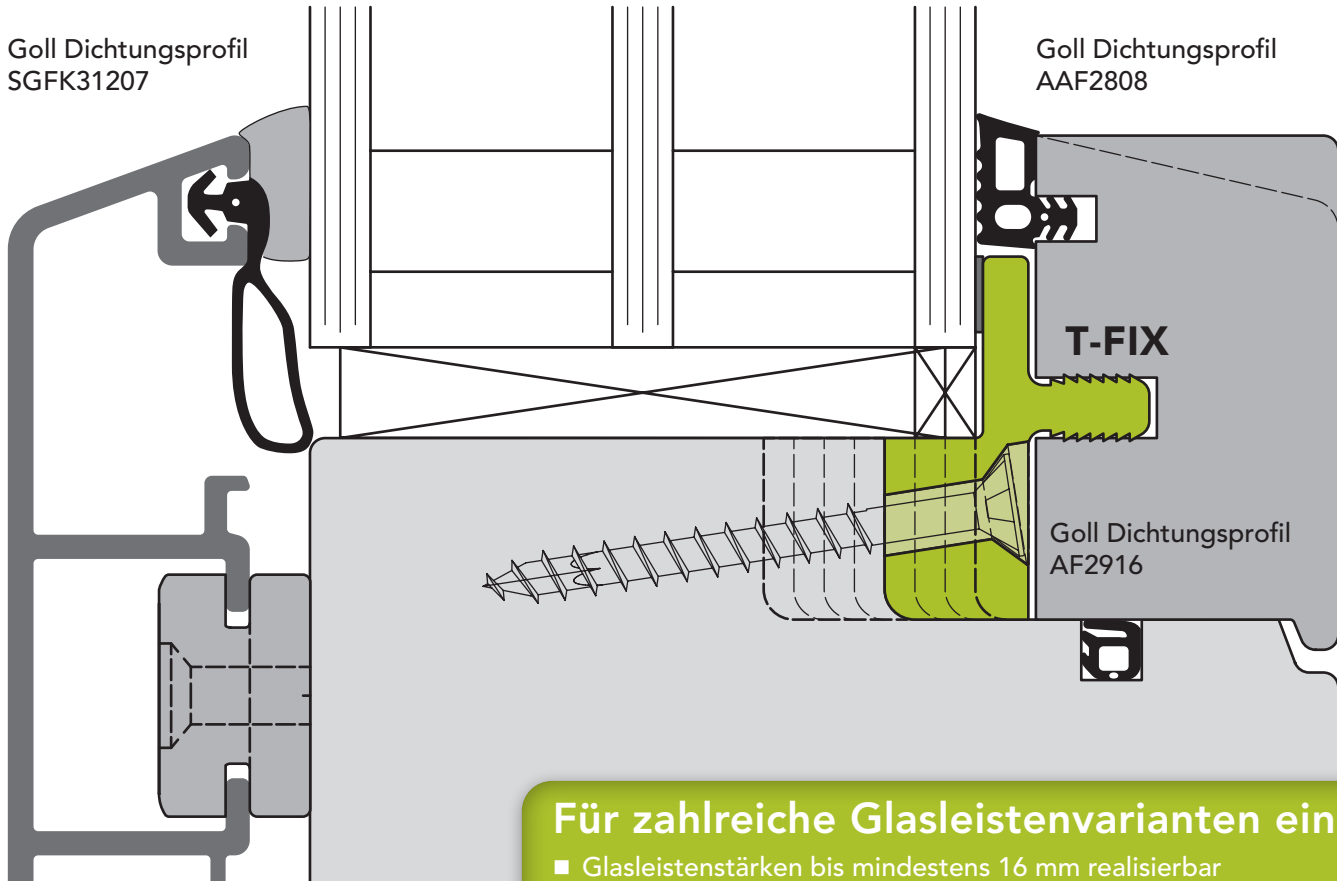 Goll Dichtungsprofil
SGFK31207
Goll Dichtungsprofil
AAF2808
T-FIX
Goll Dichtungsprofil
AF2916
Für zahlreiche Glasleistenvarianten ein
■ Glasleistenstärken bis mindestens 16 mm realisierbar